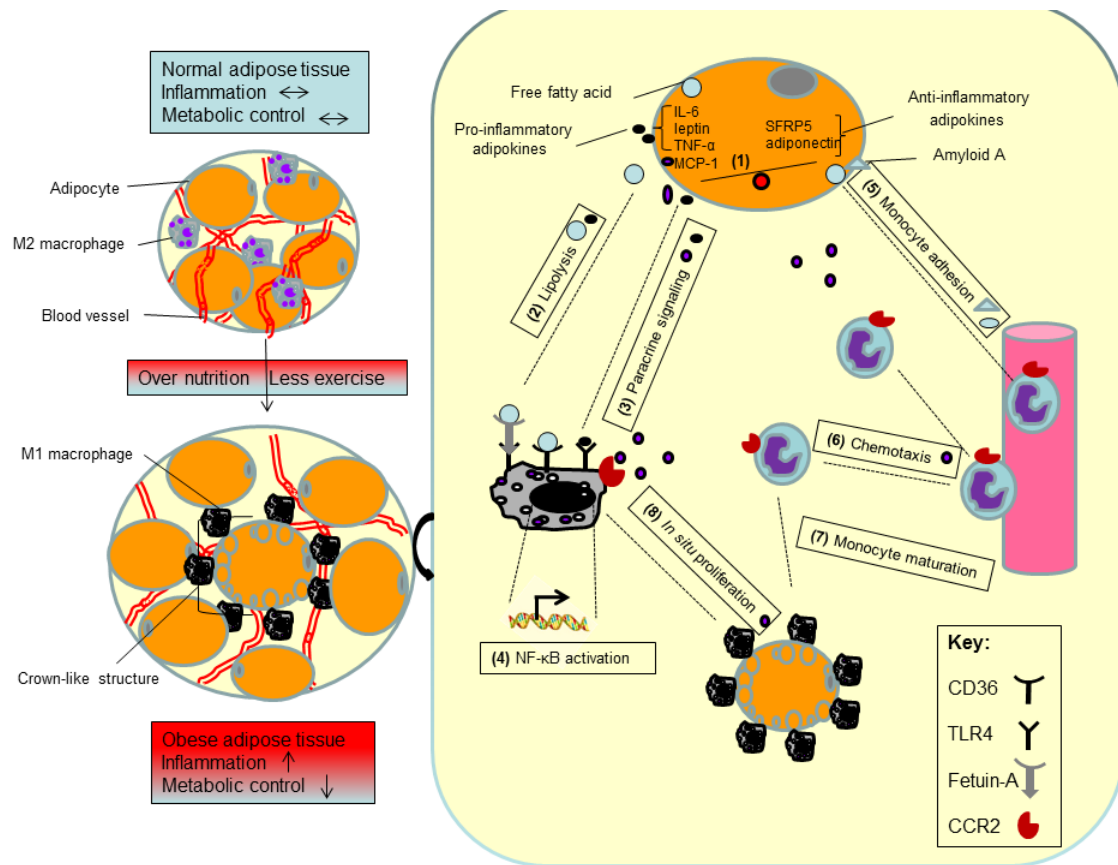 Normal adipose tissue
Inflammation ↔
Metabolic control ↔
Adipocyte
M2 macrophage
Blood vessel
Over nutrition Less exercise
M1 macrophage
Crown-like structure
Obese adipose tissue
Inflammation ↑
Metabolic control ↓
Free fatty acid
Pro-inflammatory
adipokines
IL-6
leptin
TNF-α
MCP-1
(1)
SFRP5
adiponectin
Anti-inflammatory
adipokines
Amyloid A
(2) Lipolysis
(3) Paracrine signaling
(4) NF-κB activation
(5) Monocyte adhesion
(6) Chemotaxis
(7) Monocyte maturation
(8) In situ proliferation
Key:
CD36
TLR4
Fetuin-A
CCR2